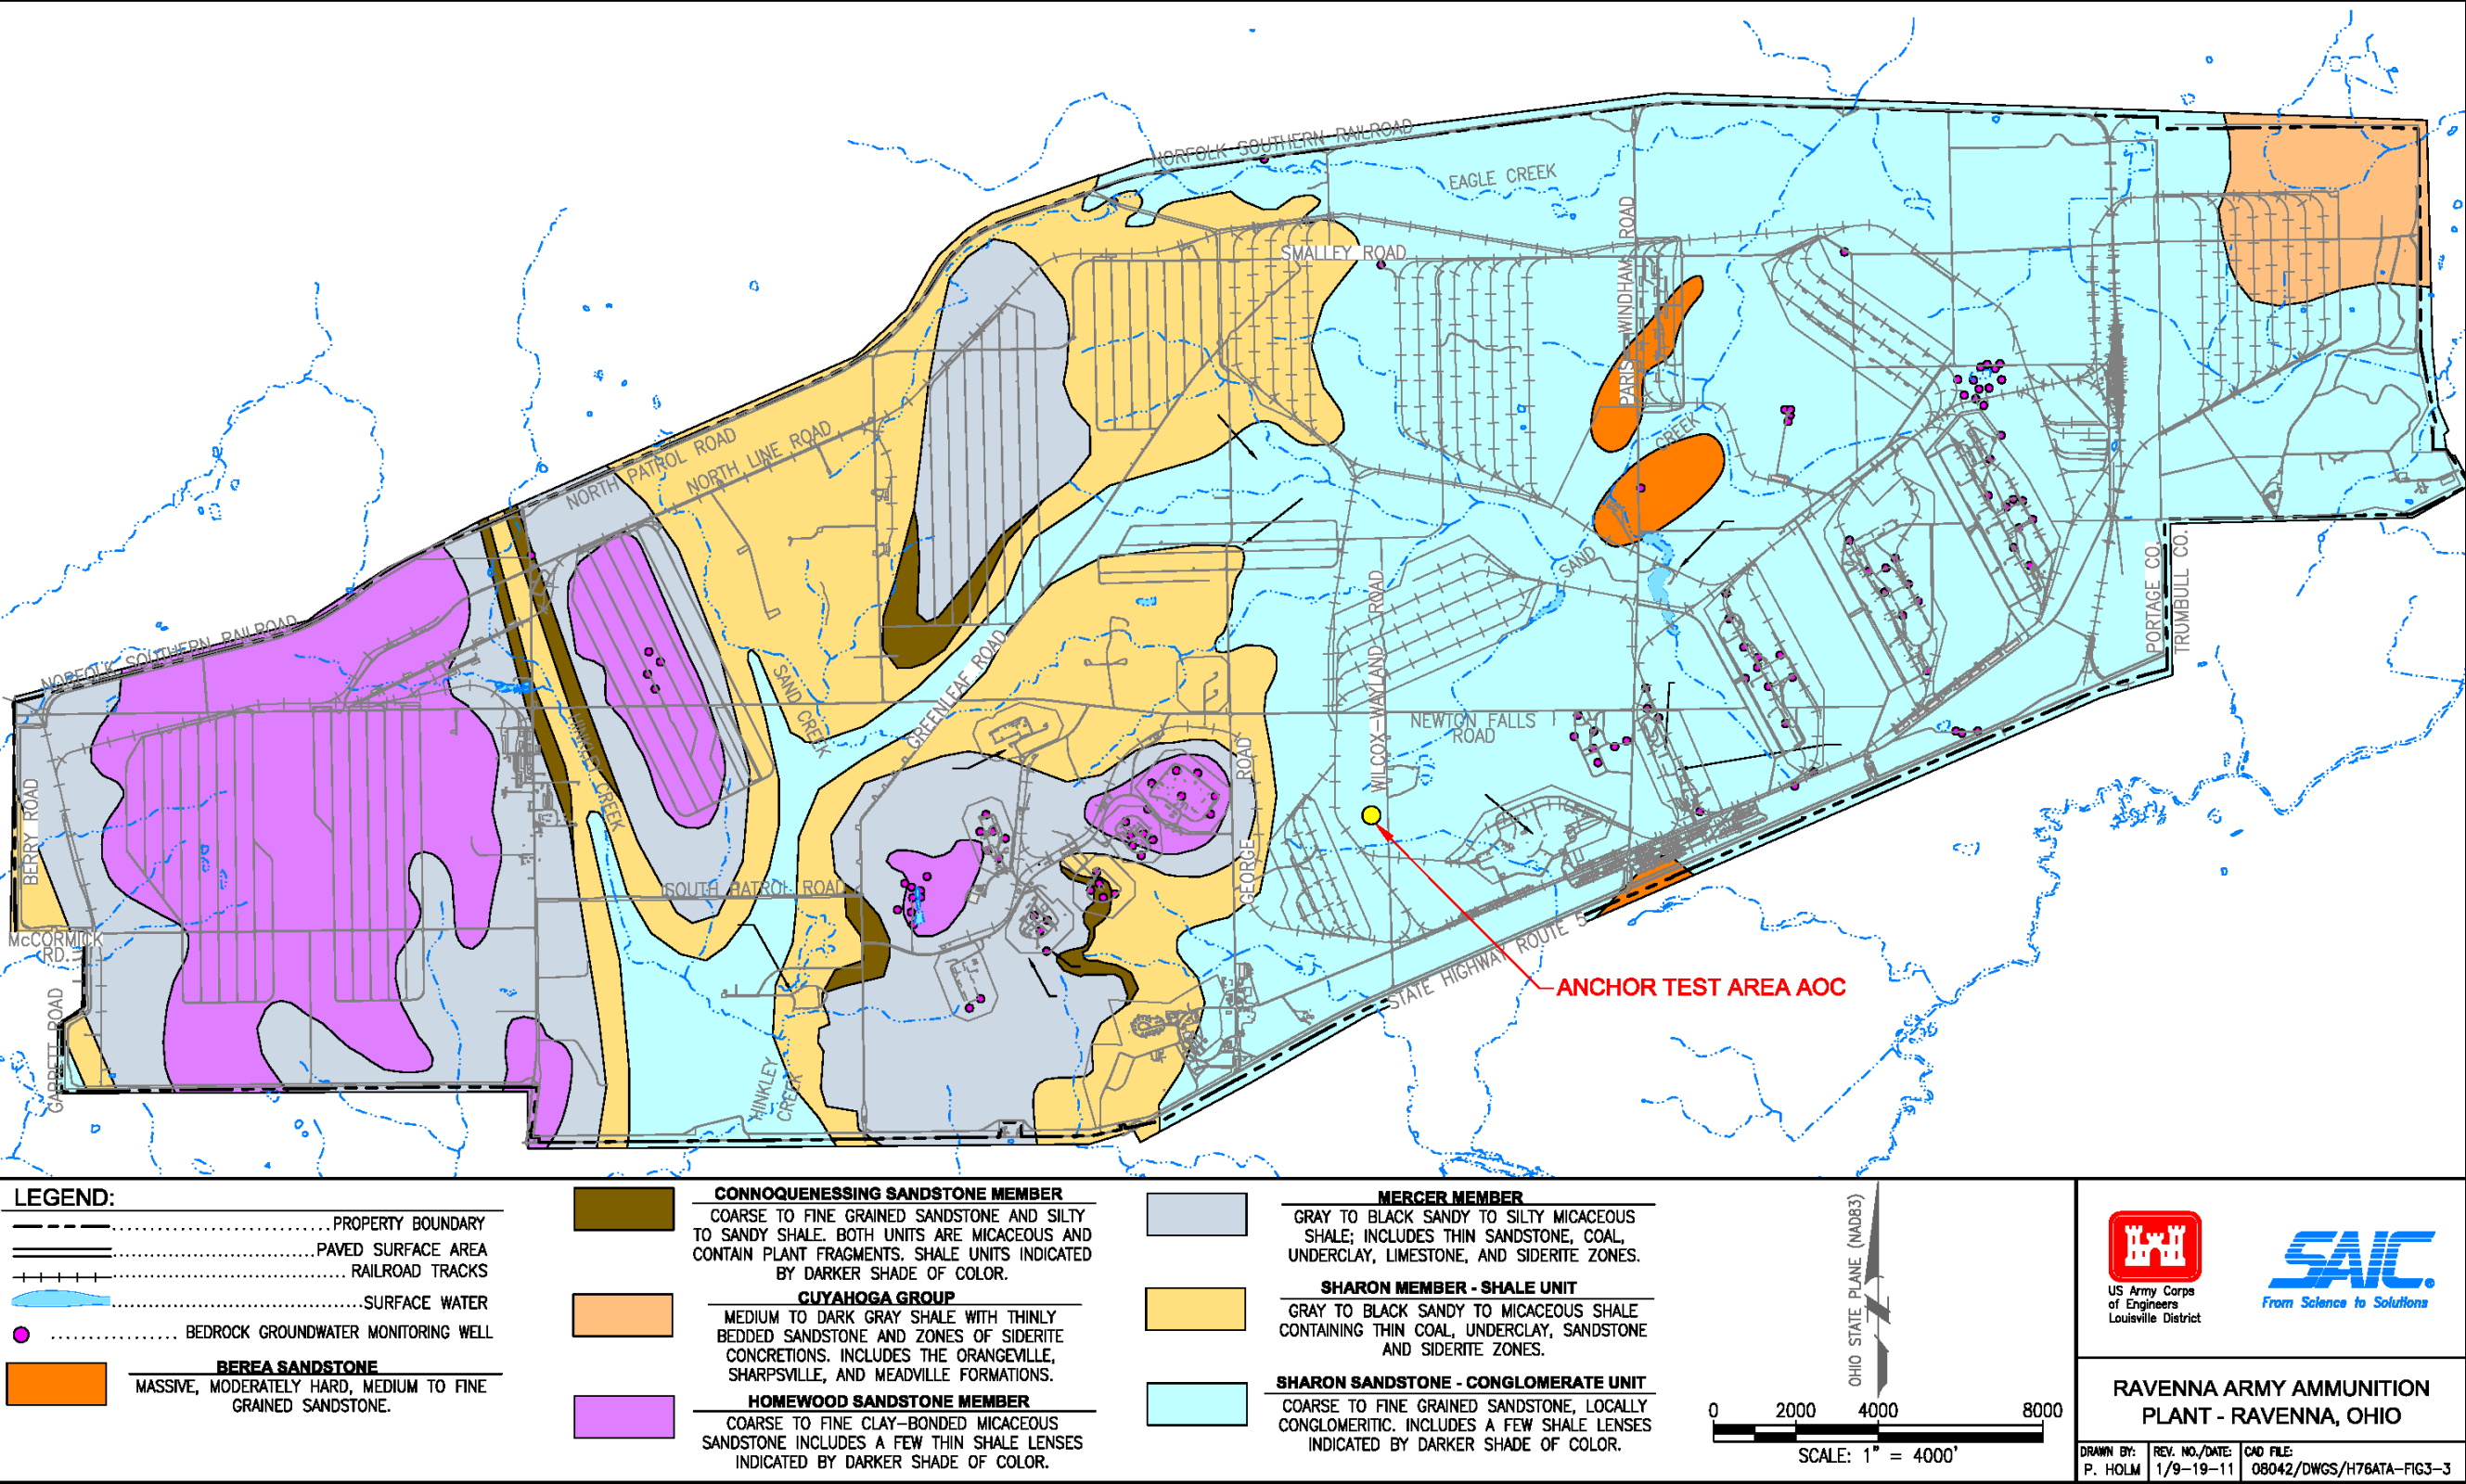 NORFOLK SOUTHERN RAILROAD
EAGLE CREEK
SMALLEY ROAD
PARIS WINDHAM ROAD
NORTH PATROL ROAD
NORTH LINE ROAD
CREEK
SAND
NORFOLK SOUTHERN RAILROAD
SAND CREEK
GREENLEAF ROAD
WILCOX-WAYLAND ROAD
PORTAGE CO.
TRUMBULL CO.
NEWTON FALLS
ROAD
HINKLEY CREEK
BERRY ROAD
GEORGE ROAD
SOUTH PATROL ROAD
McCORMICK
RD.
STATE HIGHWAY ROUTE 5
ANCHOR TEST AREA AOC
GARRETT ROAD
HINKLEY
CREEK
LEGEND:
PROPERTY BOUNDARY
PAVED SURFACE AREA
RAILROAD TRACKS
SURFACE WATER
BEDROCK GROUNDWATER MONITORING WELL
BEREA SANDSTONE
MASSIVE, MODERATELY HARD, MEDIUM TO FINE
GRAINED SANDSTONE.
CONNOQUENESSING SANDSTONE MEMBER
COARSE TO FINE GRAINED SANDSTONE AND SILTY
TO SANDY SHALE. BOTH UNITS ARE MICACEOUS AND
CONTAIN PLANT FRAGMENTS. SHALE UNITS INDICATED
BY DARKER SHADE OF COLOR.
CUYAHOGA GROUP
MEDIUM TO DARK GRAY SHALE WITH THINLY
BEDDED SANDSTONE AND ZONES OF SIDERITE
CONCRETIONS. INCLUDES THE ORANGEVILLE,
SHARPSVILLE, AND MEADVILLE FORMATIONS.
HOMEWOOD SANDSTONE MEMBER
COARSE TO FINE CLAY-BONDED MICACEOUS
SANDSTONE INCLUDES A FEW THIN SHALE LENSES
INDICATED BY DARKER SHADE OF COLOR.
MERCER MEMBER
GRAY TO BLACK SANDY TO SILTY MICACEOUS
SHALE; INCLUDES THIN SANDSTONE, COAL,
UNDERCLAY, LIMESTONE, AND SIDERITE ZONES.
SHARON MEMBER - SHALE UNIT
GRAY TO BLACK SANDY TO MICACEOUS SHALE
CONTAINING THIN COAL, UNDERCLAY, SANDSTONE
AND SIDERITE ZONES.
SHARON SANDSTONE - CONGLOMERATE UNIT
COARSE TO FINE GRAINED SANDSTONE, LOCALLY
CONGLOMERITIC. INCLUDES A FEW SHALE LENSES
INDICATED BY DARKER SHADE OF COLOR.
OHIO STATE PLANE (NAD83)
0 2000 4000 8000
SCALE: 1" = 4000'
US Army Corps
of Engineers
Louisville District
SAIC
From Science to Solutions
RAVENNA ARMY AMMUNITION
PLANT - RAVENNA, OHIO
DRAWN BY:
P. HOLM
REV. NO./DATE:
1/9-19-11
CAD FILE:
08042/DWGS/H76ATA-FIG3-3